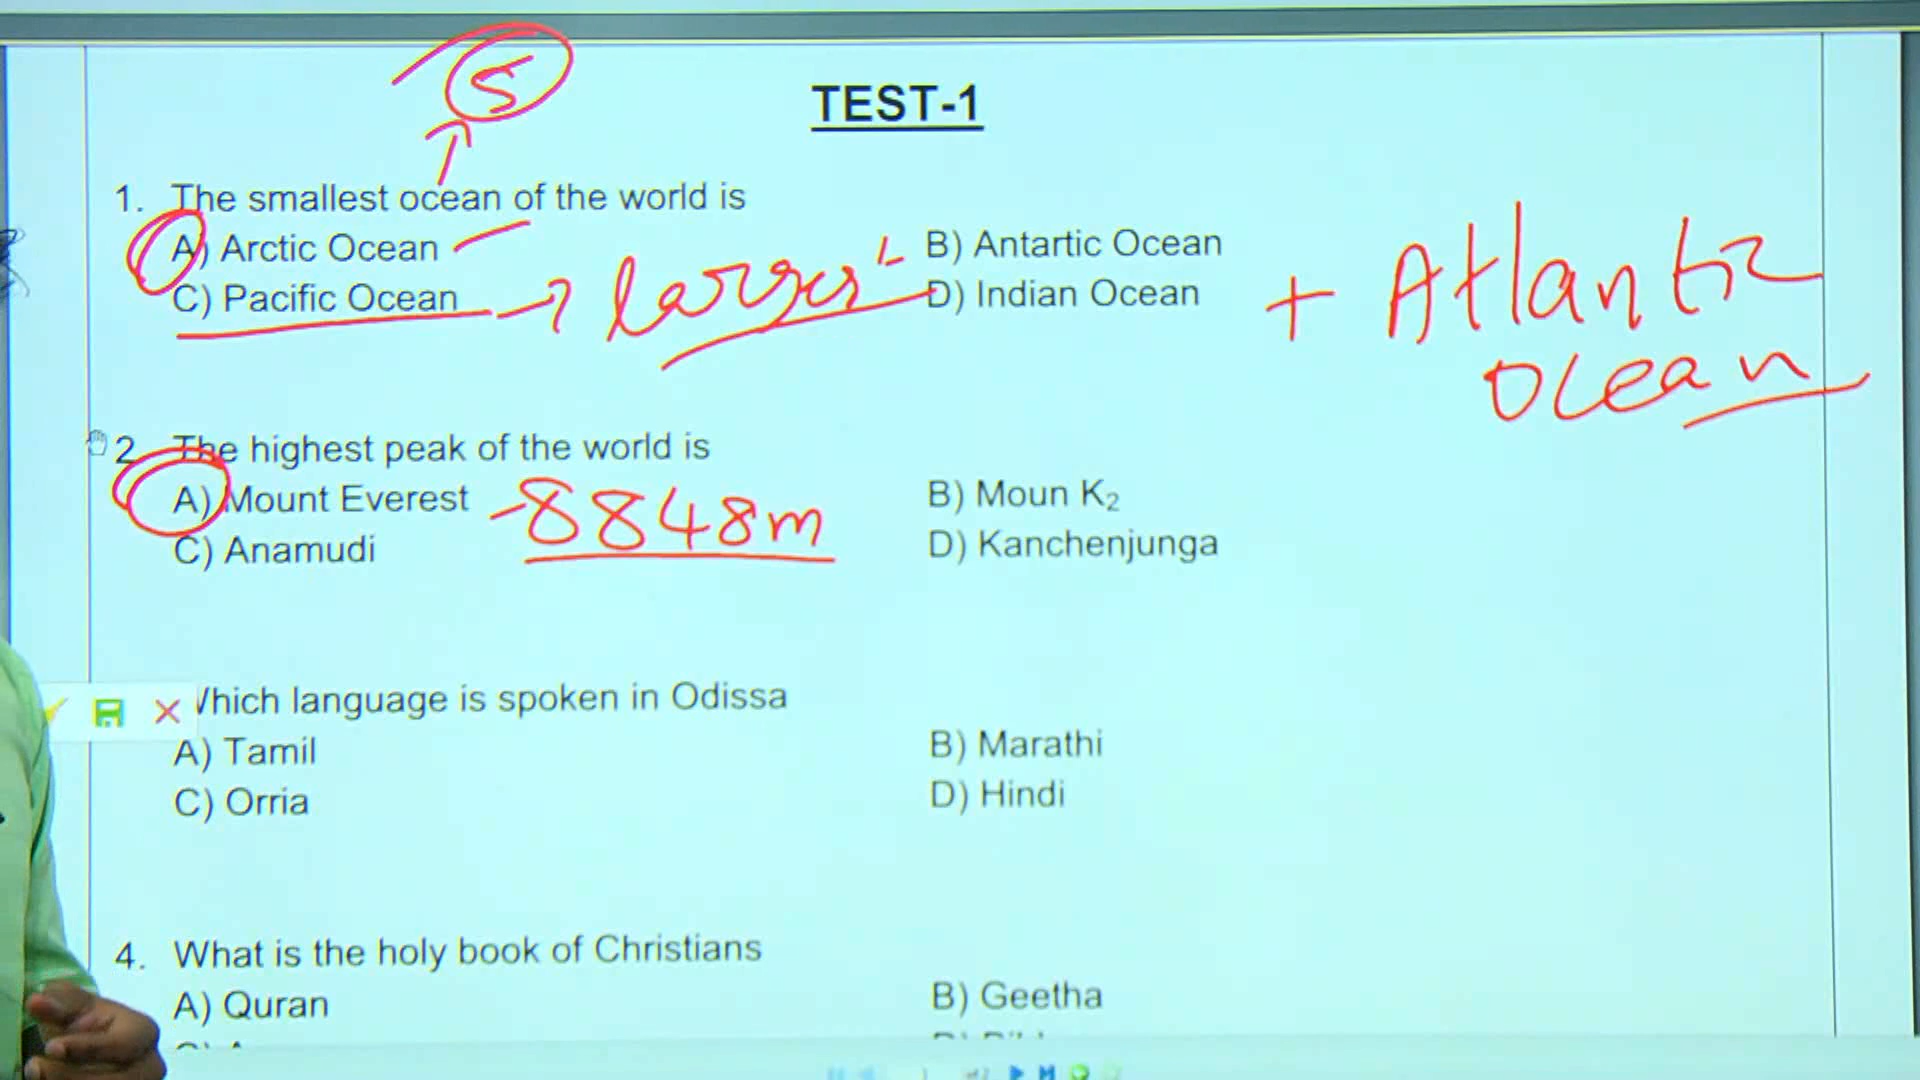 5
TEST-1
1. The smallest ocean of the world is
A) Arctic Ocean
B) Antartic Ocean
C) Pacific Ocean
D) Indian Ocean
+ Atlantic
Ocean
2. The highest peak of the world is
A) Mount Everest - 8848m
B) Moun K₂
C) Anamudi
D) Kanchenjunga
Which language is spoken in Odissa
A) Tamil
B) Marathi
C) Orria
D) Hindi
4. What is the holy book of Christians
A) Quran
B) Geetha